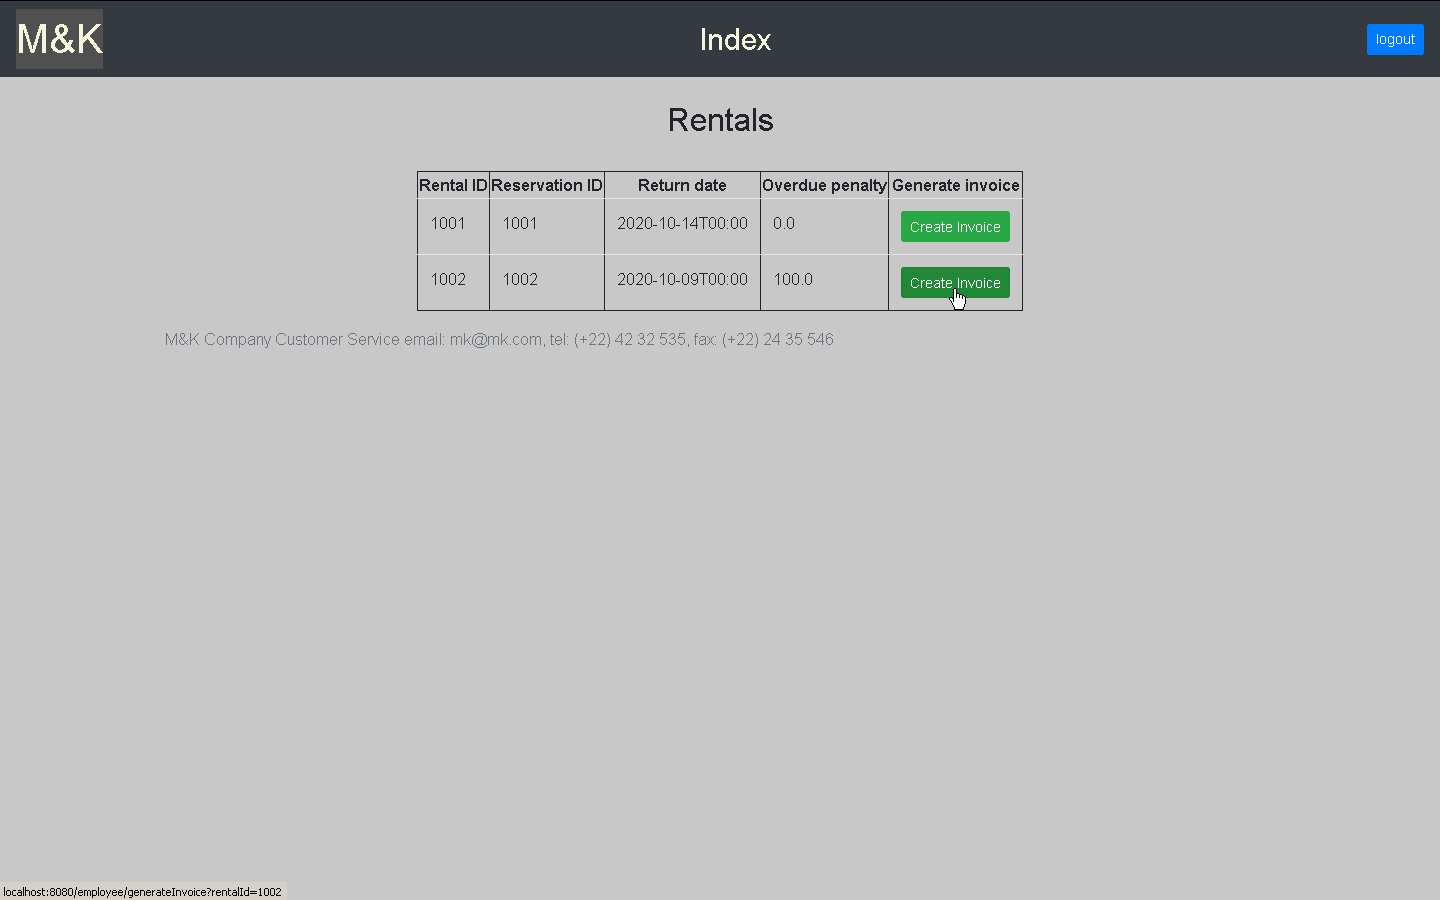 M&K
Index
logout
Rentals
Rental ID Reservation ID Return date Overdue penalty Generate invoice
1001 1001 2020-10-14T00:00 0.0 Create Invoice
1002 1002 2020-10-09T00:00 100.0 Create Invoice
M&K Company Customer Service email: mk@mk.com, tel: (+22) 42 32 535, fax: (+22) 24 35 546
localhost:8080/employee/generateInvoice?rentalId=1002